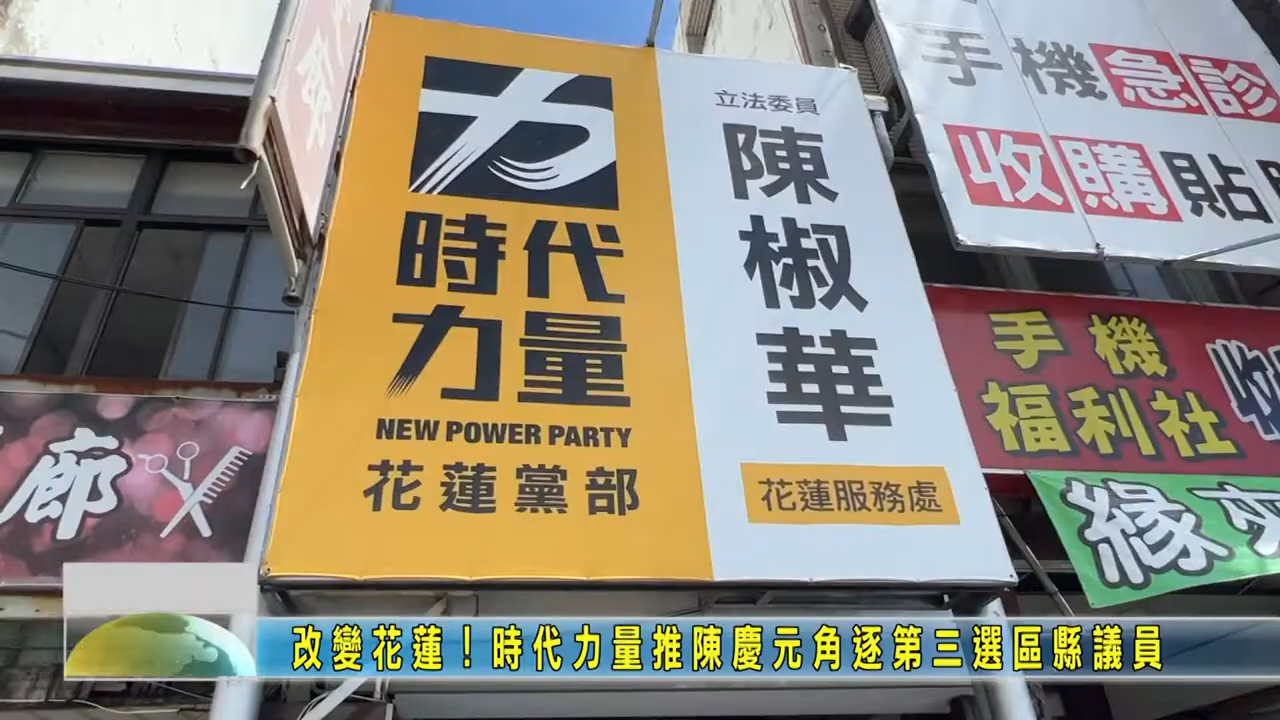 時代
力量
NEW POWER PARTY
花蓮黨部
立法委員
陳椒華
花蓮服務處
手機急診
收購貼
手機
福利社
收
廊
緣
改變花蓮！時代力量推陳慶元角逐第三選區縣議員